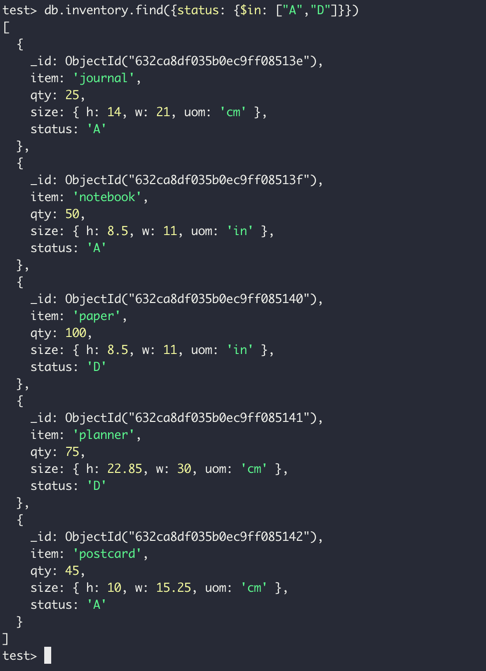 test> db.inventory.find({status: {$in: ["A","D"]}})
[
  {
    _id: ObjectId("632ca8df035b0ec9ff08513e"),
    item: 'journal',
    qty: 25,
    size: { h: 14, w: 21, uom: 'cm' },
    status: 'A'
  },
  {
    _id: ObjectId("632ca8df035b0ec9ff08513f"),
    item: 'notebook',
    qty: 50,
    size: { h: 8.5, w: 11, uom: 'in' },
    status: 'A'
  },
  {
    _id: ObjectId("632ca8df035b0ec9ff085140"),
    item: 'paper',
    qty: 100,
    size: { h: 8.5, w: 11, uom: 'in' },
    status: 'D'
  },
  {
    _id: ObjectId("632ca8df035b0ec9ff085141"),
    item: 'planner',
    qty: 75,
    size: { h: 22.85, w: 30, uom: 'cm' },
    status: 'D'
  },
  {
    _id: ObjectId("632ca8df035b0ec9ff085142"),
    item: 'postcard',
    qty: 45,
    size: { h: 10, w: 15.25, uom: 'cm' },
    status: 'A'
  }
]
test>